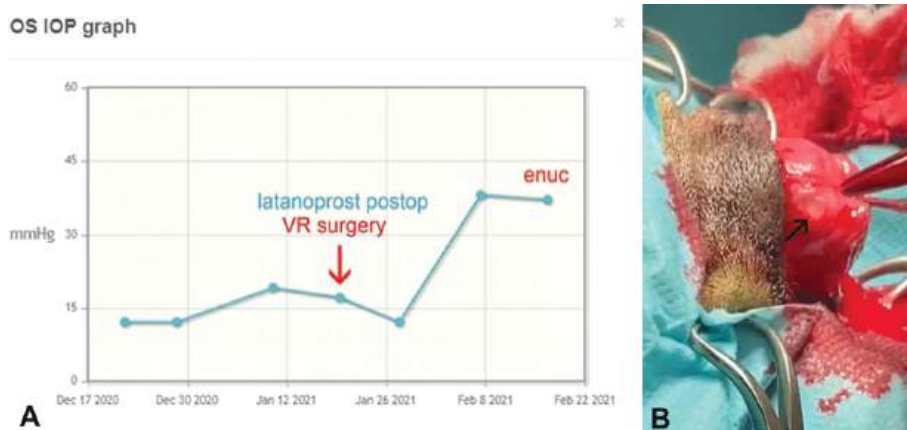 OS IOP graph
×
60
45
latanoprost postop
VR surgery
enuc
mmHg
30
15
0
Dec 17 2020
Dec 30 2020
Jan 12 2021
Jan 26 2021
Feb 8 2021
Feb 22 2021
A
B